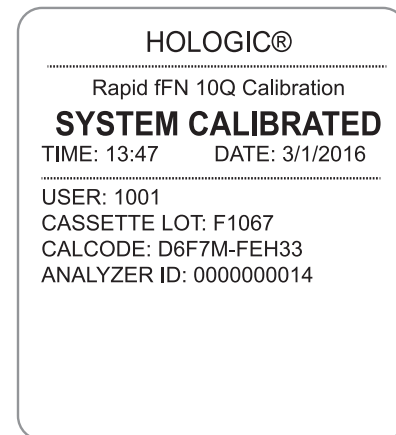 HOLOGIC®
Rapid fFN 10Q Calibration
SYSTEM CALIBRATED
TIME: 13:47 DATE: 3/1/2016
USER: 1001
CASSETTE LOT: F1067
CALCODE: D6F7M-FEH33
ANALYZER ID: 0000000014